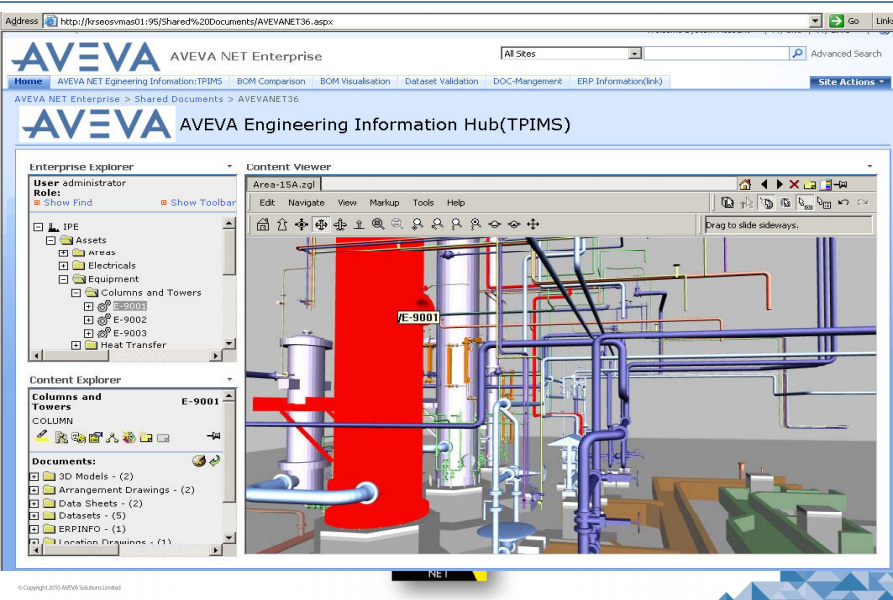 Address http://krseosvmas01:95/Shared%20Documents/AVEVANET36.aspx Go Links
AVEVA AVEVA NET Enterprise All Sites Advanced Search
Home AVEVA NET Egineering Infomation:TPIMS BOM Comparison BOM Visualisation Dataset Validation DOC-Mangement ERP Information(link) Site Actions
AVEVA NET Enterprise > Shared Documents > AVEVANET36
AVEVA AVEVA Engineering Information Hub(TPIMS)
Enterprise Explorer
User administrator
Role:
Show Find Show Toolbar
IPE
Assets
Areas
Electricals
Equipment
Columns and Towers
E-9001
E-9002
E-9003
Heat Transfer
Content Explorer
Columns and Towers E-9001
COLUMN
Documents:
3D Models - (2)
Arrangement Drawings - (2)
Data Sheets - (2)
Datasets - (5)
ERPINFO - (1)
Location Drawings - (1)
Content Viewer
Area-15A.zgl
Edit Navigate View Markup Tools Help
Drag to slide sideways.
/E-9001
NET
© Copyright 2010 AVEVA Solutions Limited